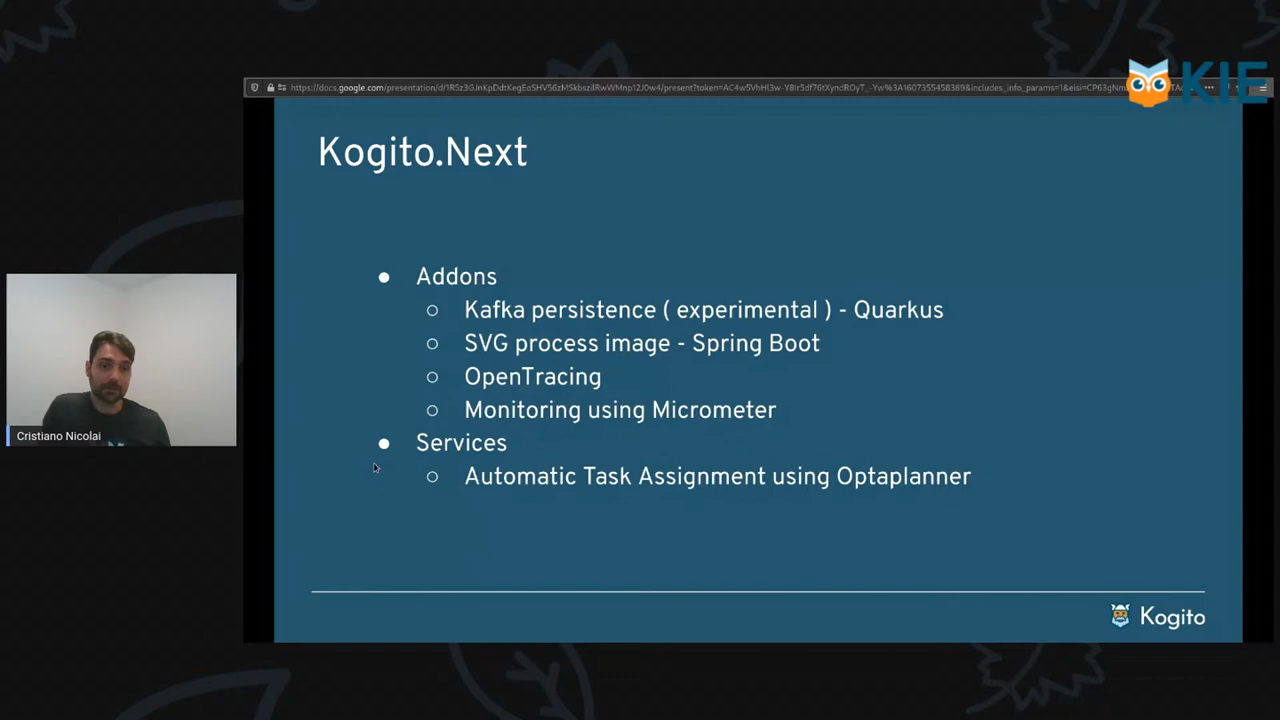 KIE
Kogito.Next
● Addons
○ Kafka persistence ( experimental ) - Quarkus
○ SVG process image - Spring Boot
○ OpenTracing
○ Monitoring using Micrometer
● Services
○ Automatic Task Assignment using Optaplanner
Cristiano Nicolai
Kogito